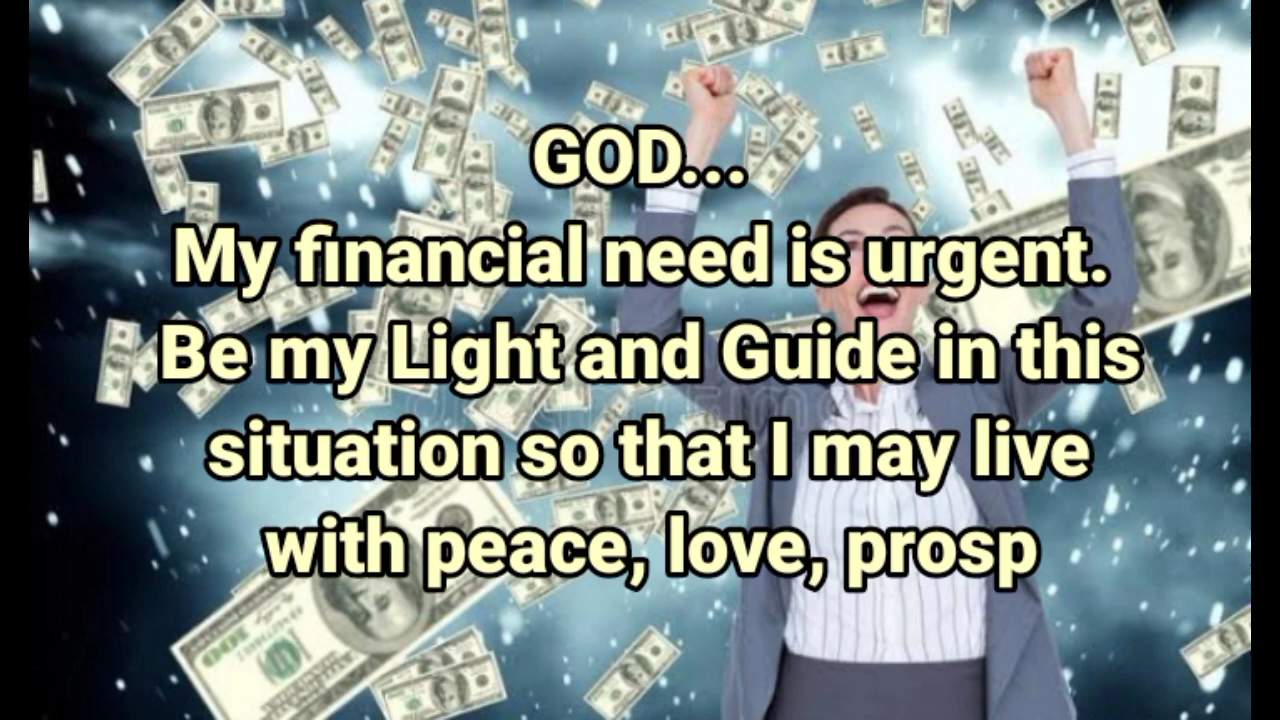 GOD...
My financial need is urgent.
Be my Light and Guide in this
situation so that I may live
with peace, love, prosp